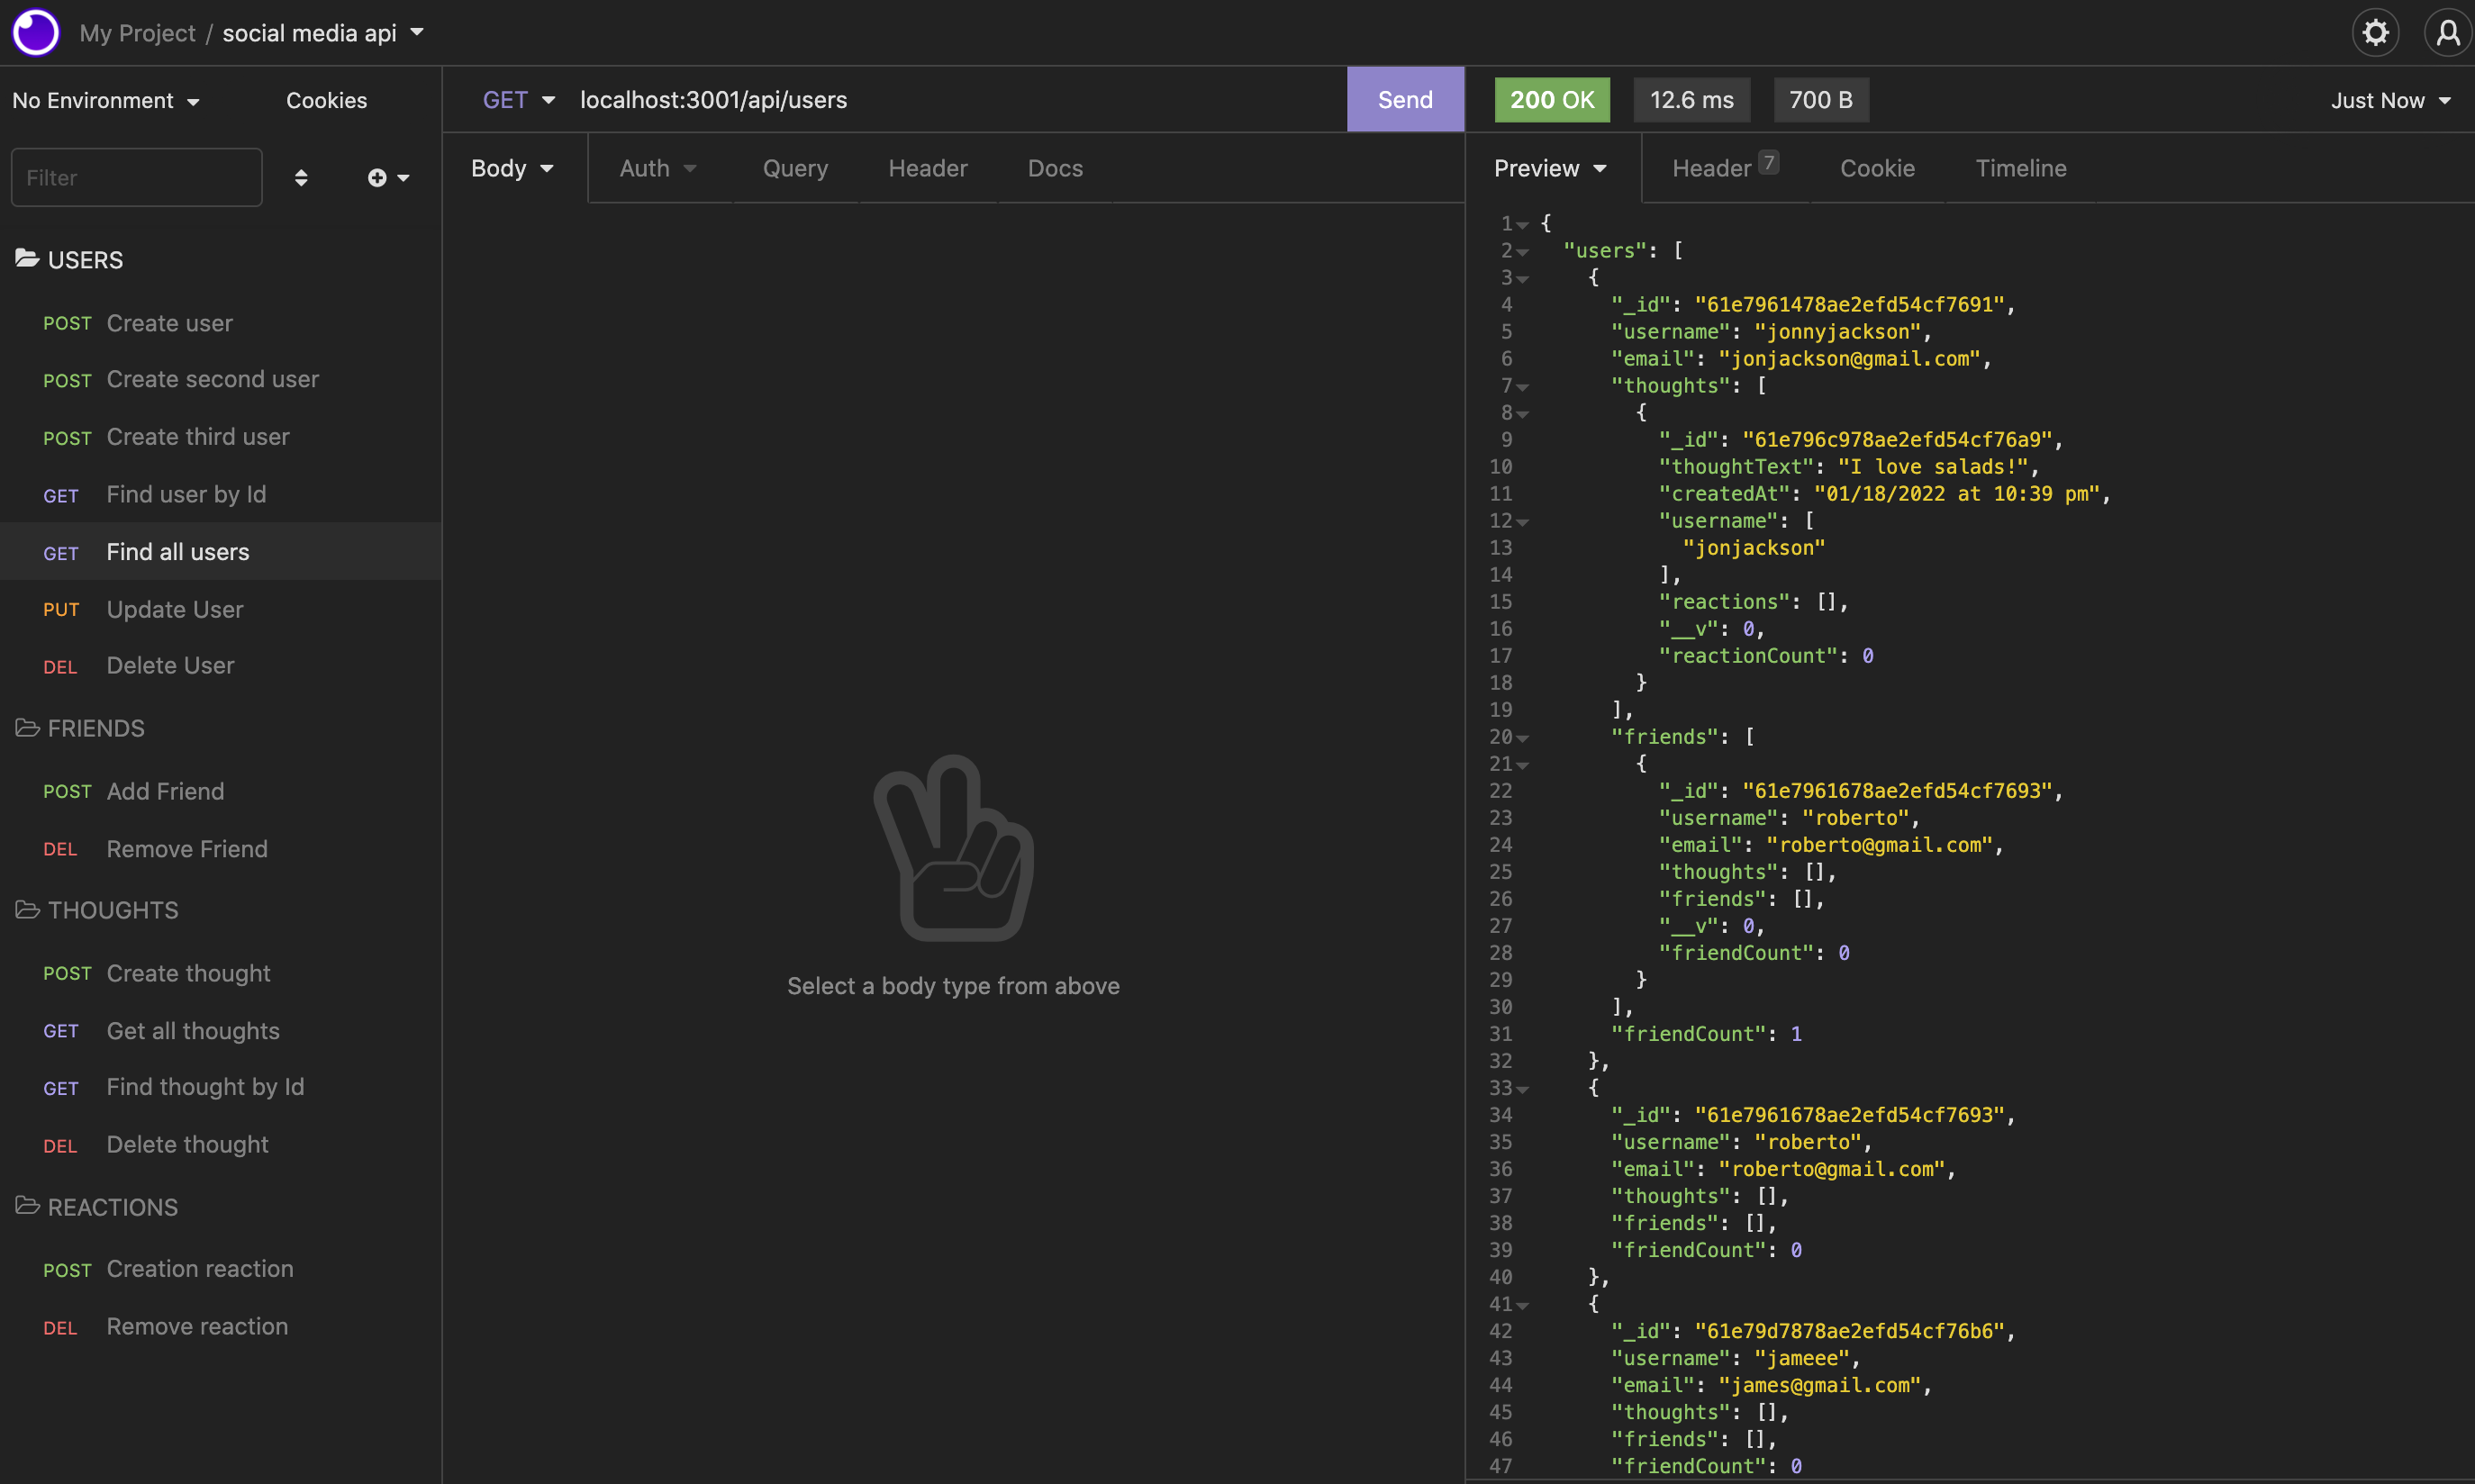 My Project / social media api
No Environment
Cookies
Filter
USERS
POST Create user
POST Create second user
POST Create third user
GET Find user by Id
GET Find all users
PUT Update User
DEL Delete User
FRIENDS
POST Add Friend
DEL Remove Friend
THOUGHTS
POST Create thought
GET Get all thoughts
GET Find thought by Id
DEL Delete thought
REACTIONS
POST Creation reaction
DEL Remove reaction
GET localhost:3001/api/users Send
Body Auth Query Header Docs
Select a body type from above
200 OK 12.6 ms 700 B Just Now
Preview Header 7 Cookie Timeline
1 {
2 "users": [
3 {
4 "_id": "61e7961478ae2efd54cf7691",
5 "username": "jonnyjackson",
6 "email": "jonjackson@gmail.com",
7 "thoughts": [
8 {
9 "_id": "61e796c978ae2efd54cf76a9",
10 "thoughtText": "I love salads!",
11 "createdAt": "01/18/2022 at 10:39 pm",
12 "username": [
13 "jonjackson"
14 ],
15 "reactions": [],
16 "__v": 0,
17 "reactionCount": 0
18 }
19 ],
20 "friends": [
21 {
22 "_id": "61e7961678ae2efd54cf7693",
23 "username": "roberto",
24 "email": "roberto@gmail.com",
25 "thoughts": [],
26 "friends": [],
27 "__v": 0,
28 "friendCount": 0
29 }
30 ],
31 "friendCount": 1
32 },
33 {
34 "_id": "61e7961678ae2efd54cf7693",
35 "username": "roberto",
36 "email": "roberto@gmail.com",
37 "thoughts": [],
38 "friends": [],
39 "friendCount": 0
40 },
41 {
42 "_id": "61e79d7878ae2efd54cf76b6",
43 "username": "jameee",
44 "email": "james@gmail.com",
45 "thoughts": [],
46 "friends": [],
47 "friendCount": 0